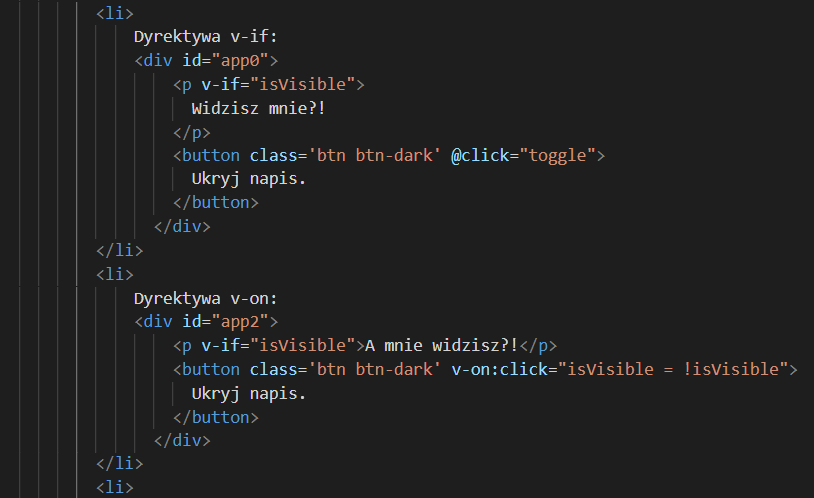 <li>
Dyrektywa v-if:
<div id="app0">
<p v-if="isVisible">
Widzisz mnie?!
</p>
<button class='btn btn-dark' @click="toggle">
Ukryj napis.
</button>
</div>
</li>
<li>
Dyrektywa v-on:
<div id="app2">
<p v-if="isVisible">A mnie widzisz?!</p>
<button class='btn btn-dark' v-on:click="isVisible = !isVisible">
Ukryj napis.
</button>
</div>
</li>
<li>